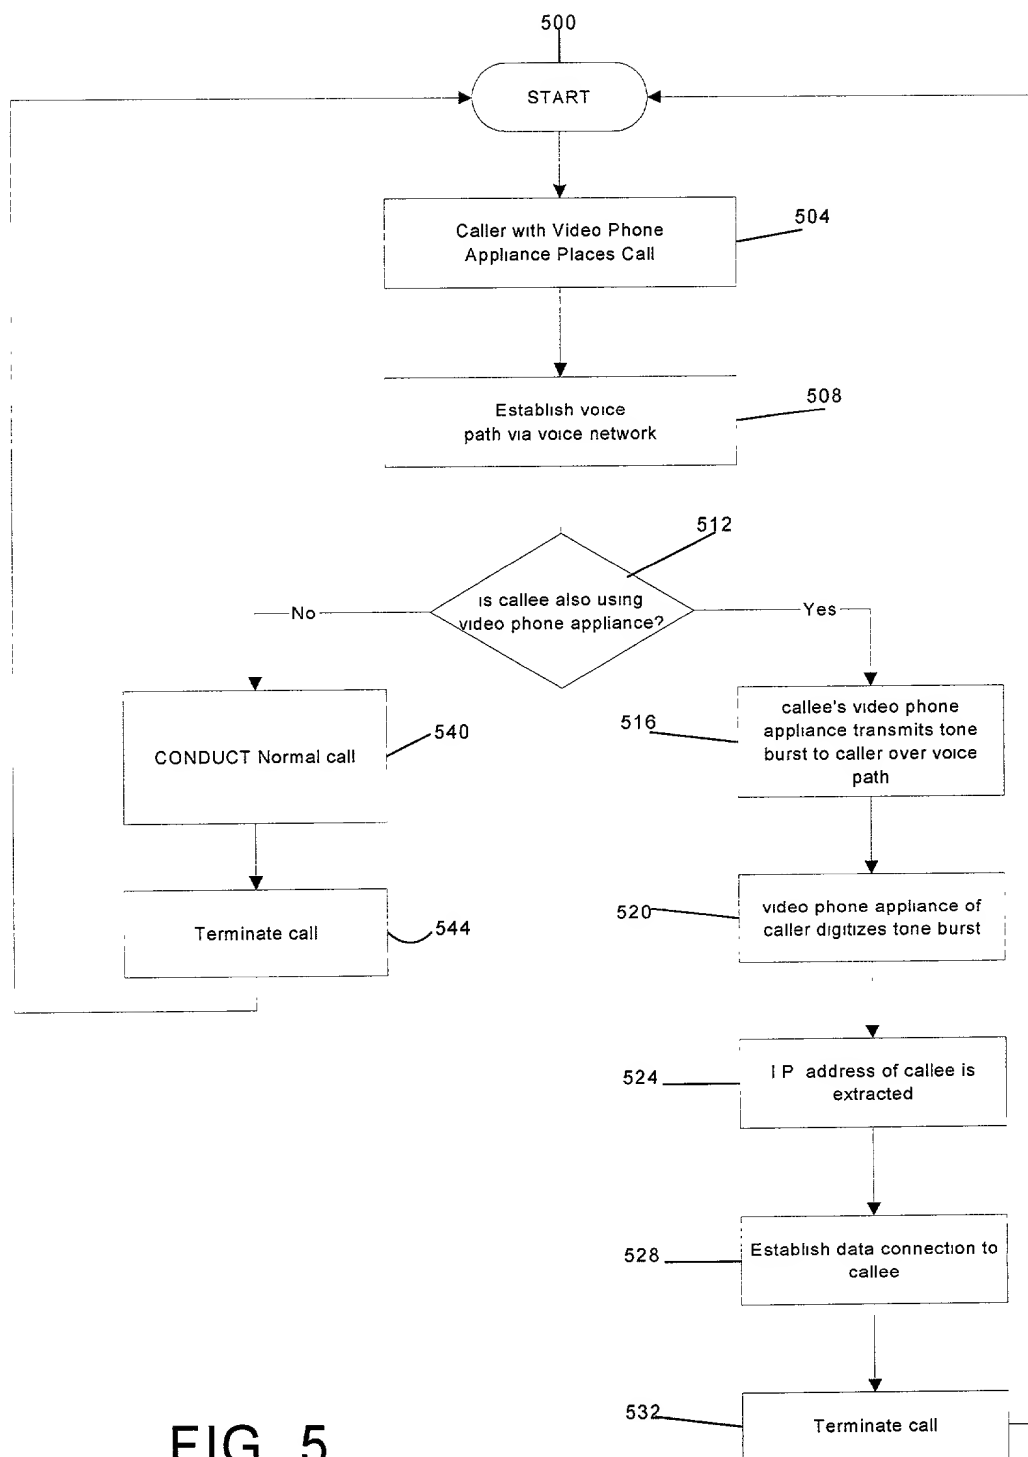 500
START
504
Caller with Video Phone
Appliance Places Call
508
Establish voice
path via voice network
512
is callee also using
video phone appliance?
No
Yes
callee's video phone
appliance transmits tone
burst to caller over voice
path
516
540
CONDUCT Normal call
520
video phone appliance of
caller digitizes tone burst
Terminate call
544
524
I P address of callee is
extracted
528
Establish data connection to
callee
532
Terminate call
FIG. 5